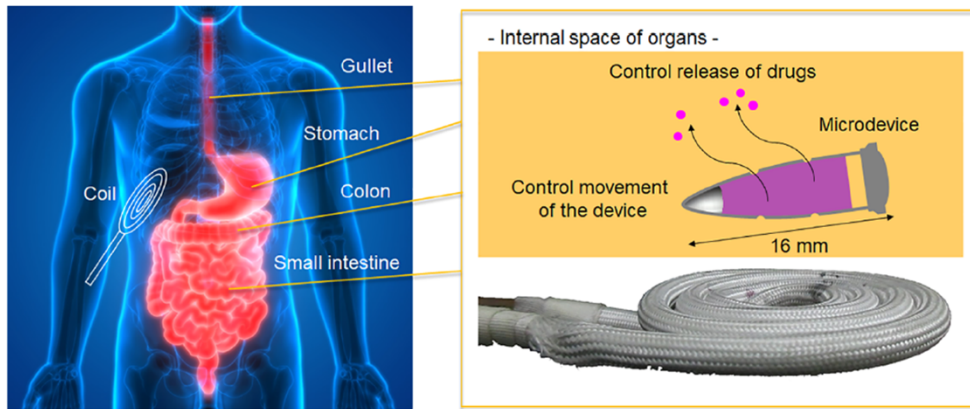 Gullet
Stomach
Coil
Colon
Small intestine
- Internal space of organs -
Control release of drugs
Microdevice
Control movement
of the device
16 mm